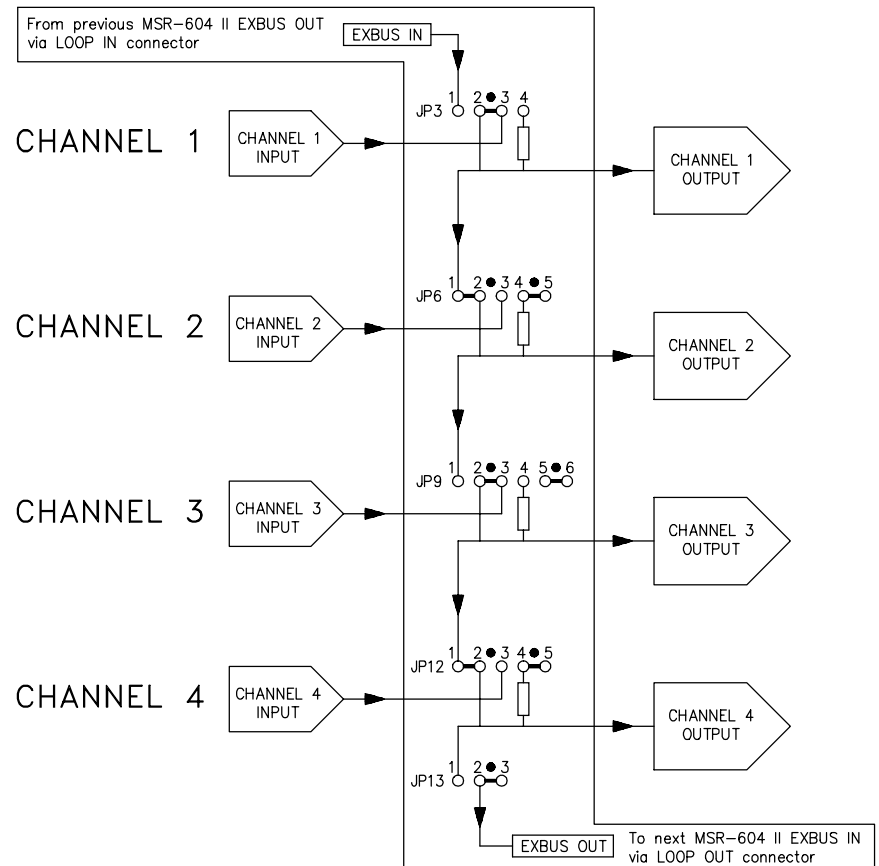 From previous MSR-604 II EXBUS OUT
via LOOP IN connector
EXBUS IN
1 2 3 4
JP3
CHANNEL 1
CHANNEL 1
INPUT
CHANNEL 1
OUTPUT
1 2 3 4 5
JP6
CHANNEL 2
CHANNEL 2
INPUT
CHANNEL 2
OUTPUT
1 2 3 4 5 6
JP9
CHANNEL 3
CHANNEL 3
INPUT
CHANNEL 3
OUTPUT
1 2 3 4 5
JP12
CHANNEL 4
CHANNEL 4
INPUT
CHANNEL 4
OUTPUT
1 2 3
JP13
EXBUS OUT
To next MSR-604 II EXBUS IN
via LOOP OUT connector